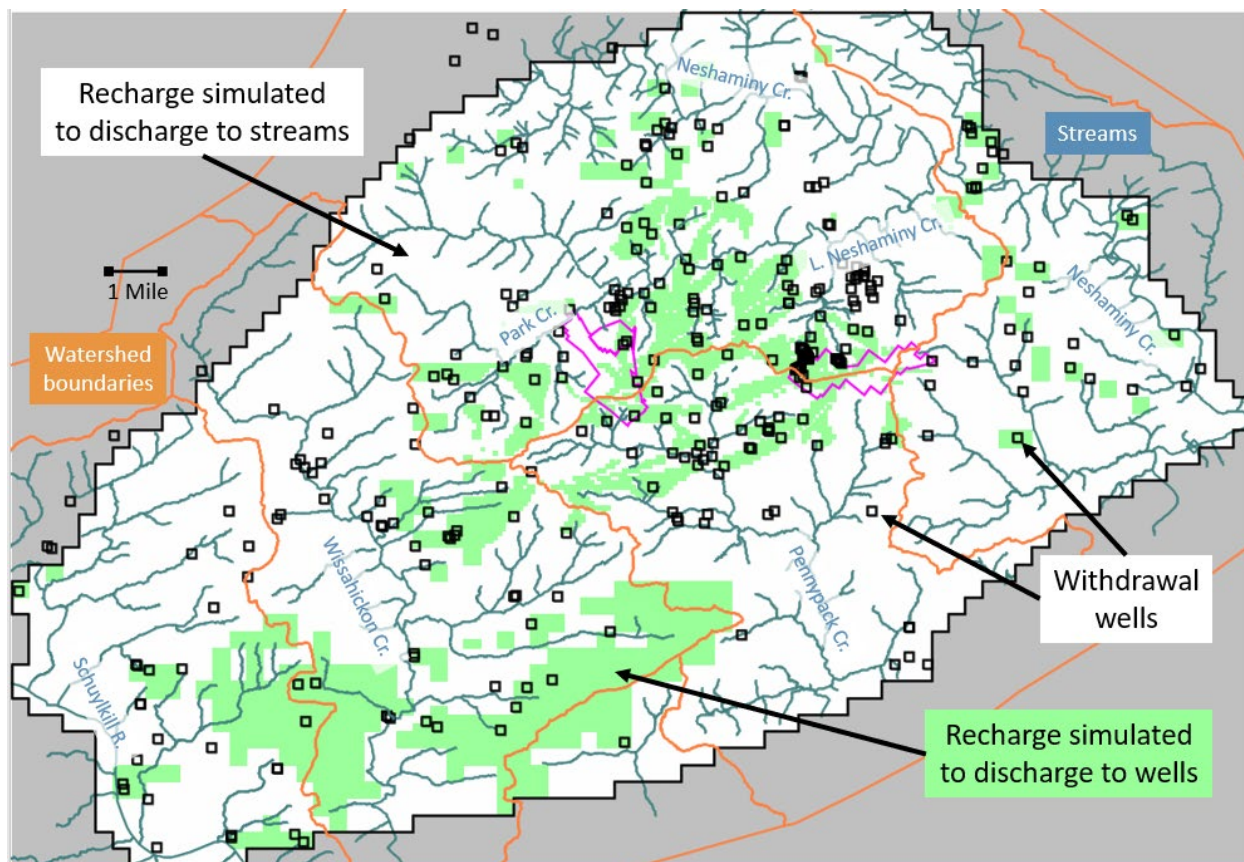 Neshaminy Cr.
Recharge simulated
to discharge to streams
Streams
L. Neshaminy Cr.
1 Mile
Neshaminy Cr.
Park Cr.
Watershed
boundaries
Wissahickon Cr.
Pennypack Cr.
Withdrawal
wells
Schuylkill R.
Recharge simulated
to discharge to wells